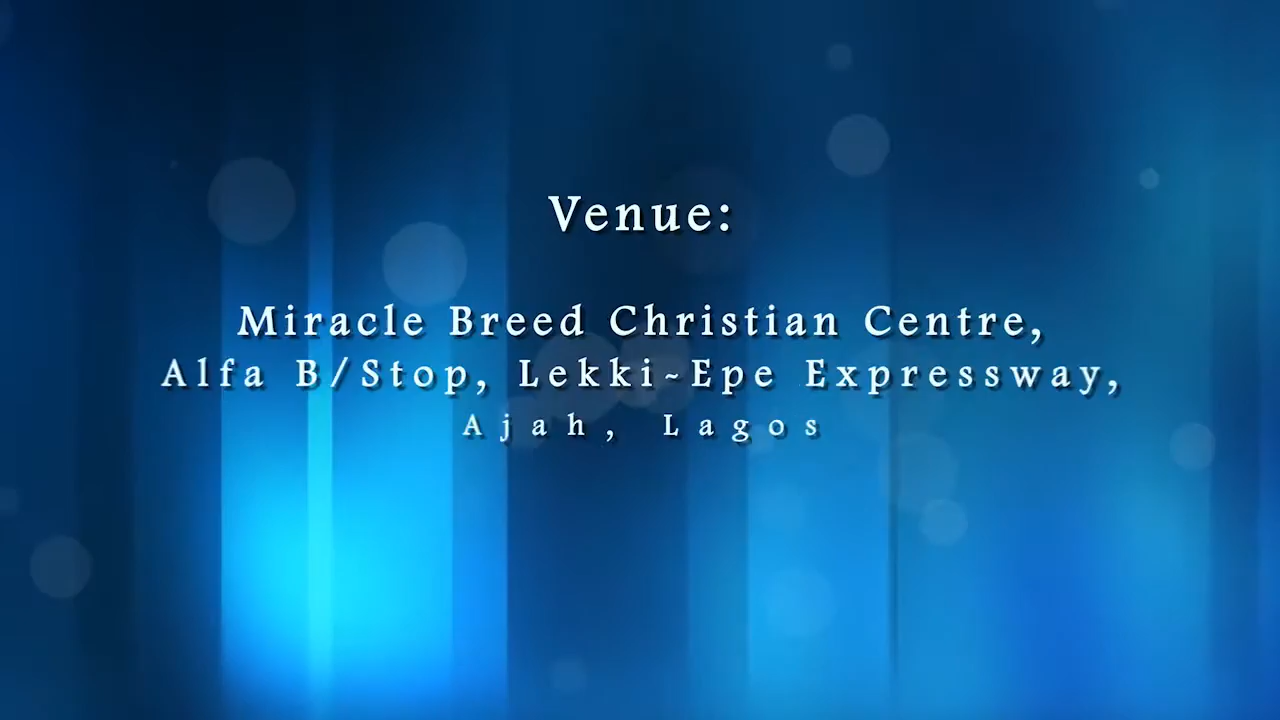 Venue:
Miracle Breed Christian Centre,
Alfa B/Stop, Lekki~Epe Expressway,
Ajah, Lagos